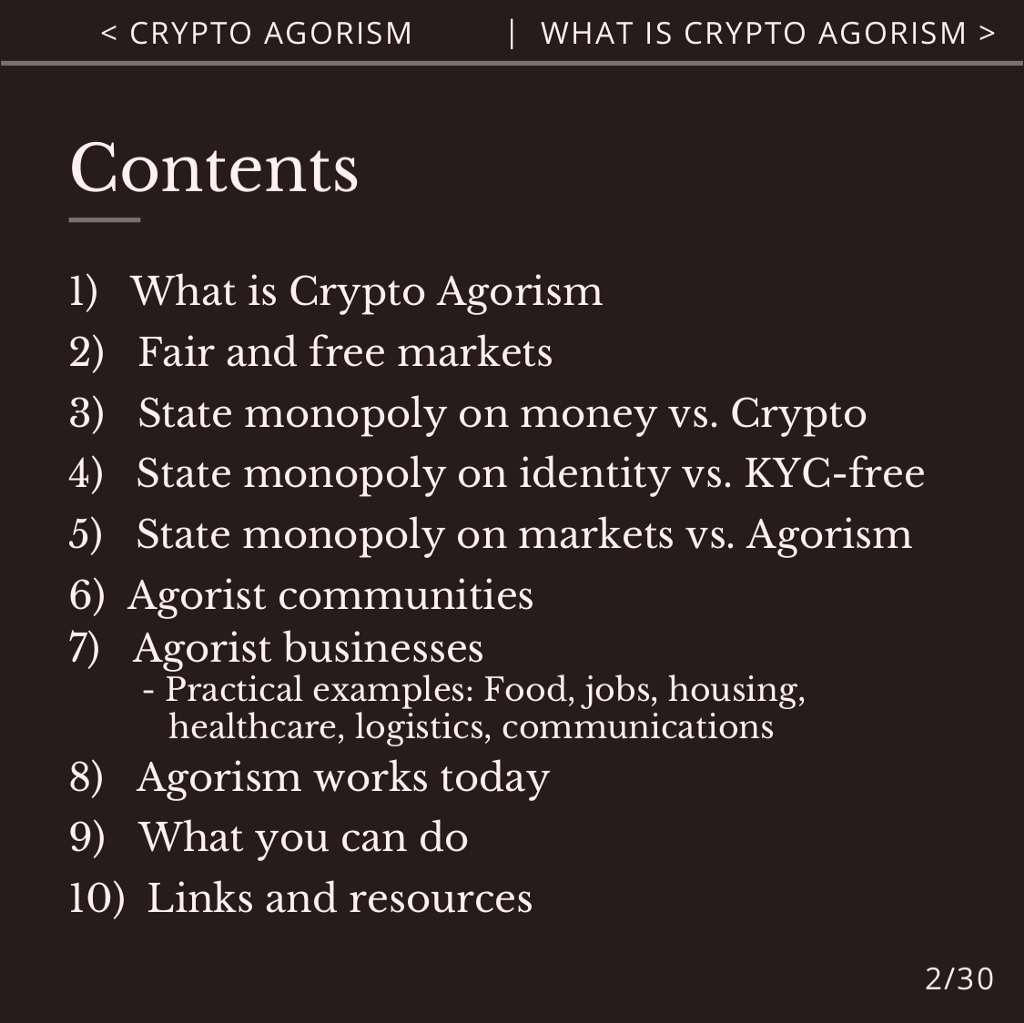 < CRYPTO AGORISM | WHAT IS CRYPTO AGORISM >
Contents
1) What is Crypto Agorism
2) Fair and free markets
3) State monopoly on money vs. Crypto
4) State monopoly on identity vs. KYC-free
5) State monopoly on markets vs. Agorism
6) Agorist communities
7) Agorist businesses
- Practical examples: Food, jobs, housing,
healthcare, logistics, communications
8) Agorism works today
9) What you can do
10) Links and resources
2/30